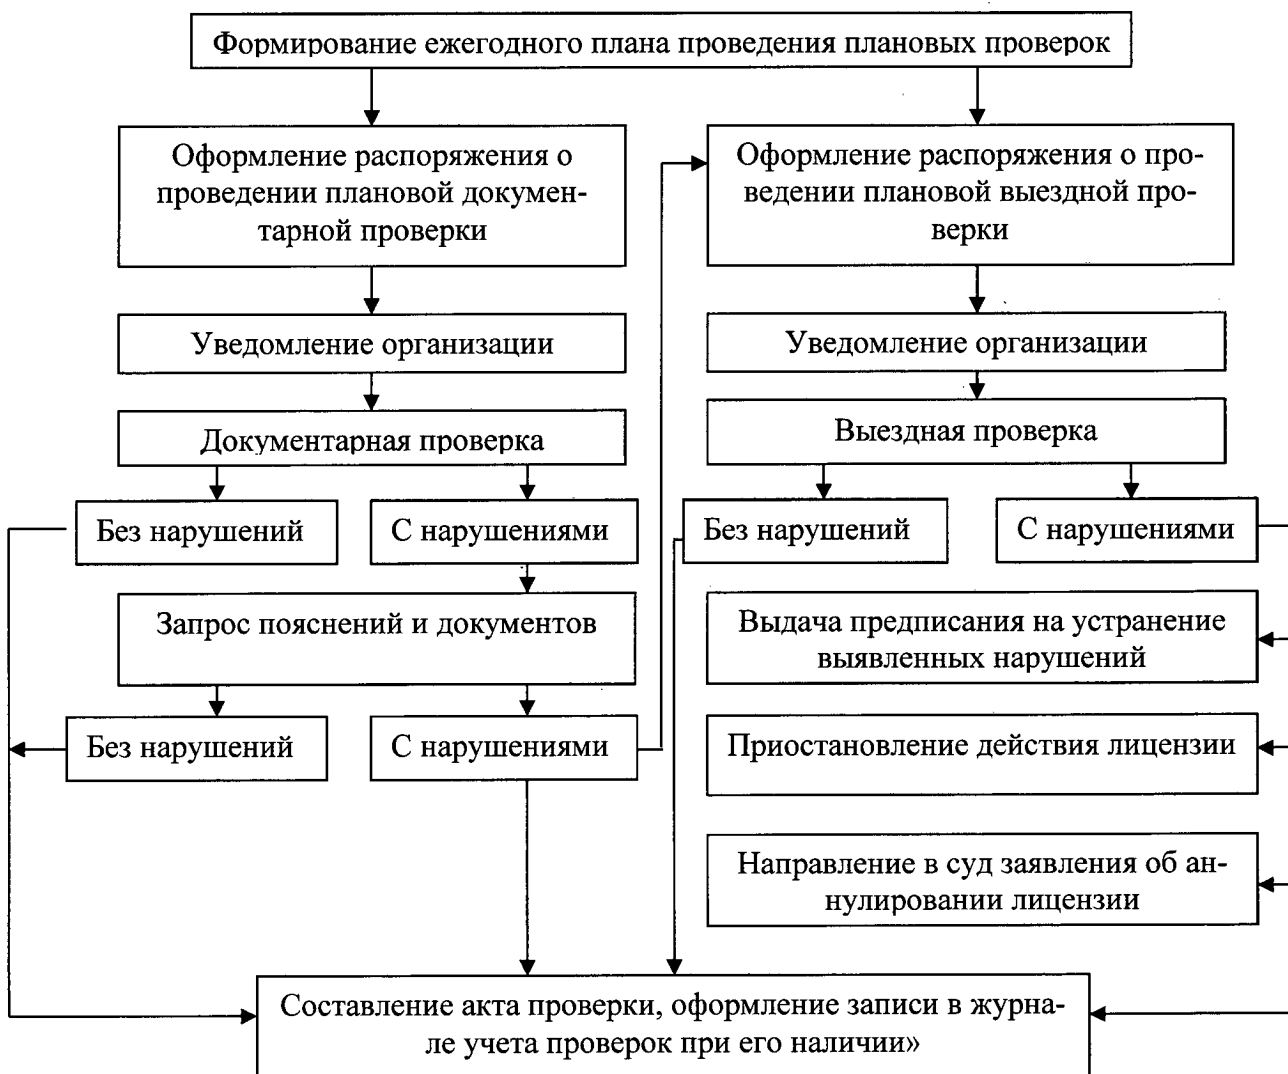 Формирование ежегодного плана проведения плановых проверок
Оформление распоряжения о
проведении плановой докумен-
тарной проверки
Оформление распоряжения о про-
ведении плановой выездной про-
верки
Уведомление организации
Уведомление организации
Документарная проверка
Выездная проверка
Без нарушений
С нарушениями
Без нарушений
С нарушениями
Запрос пояснений и документов
Выдача предписания на устранение
выявленных нарушений
Без нарушений
С нарушениями
Приостановление действия лицензии
Направление в суд заявления об ан-
нулировании лицензии
Составление акта проверки, оформление записи в журна-
ле учета проверок при его наличии»